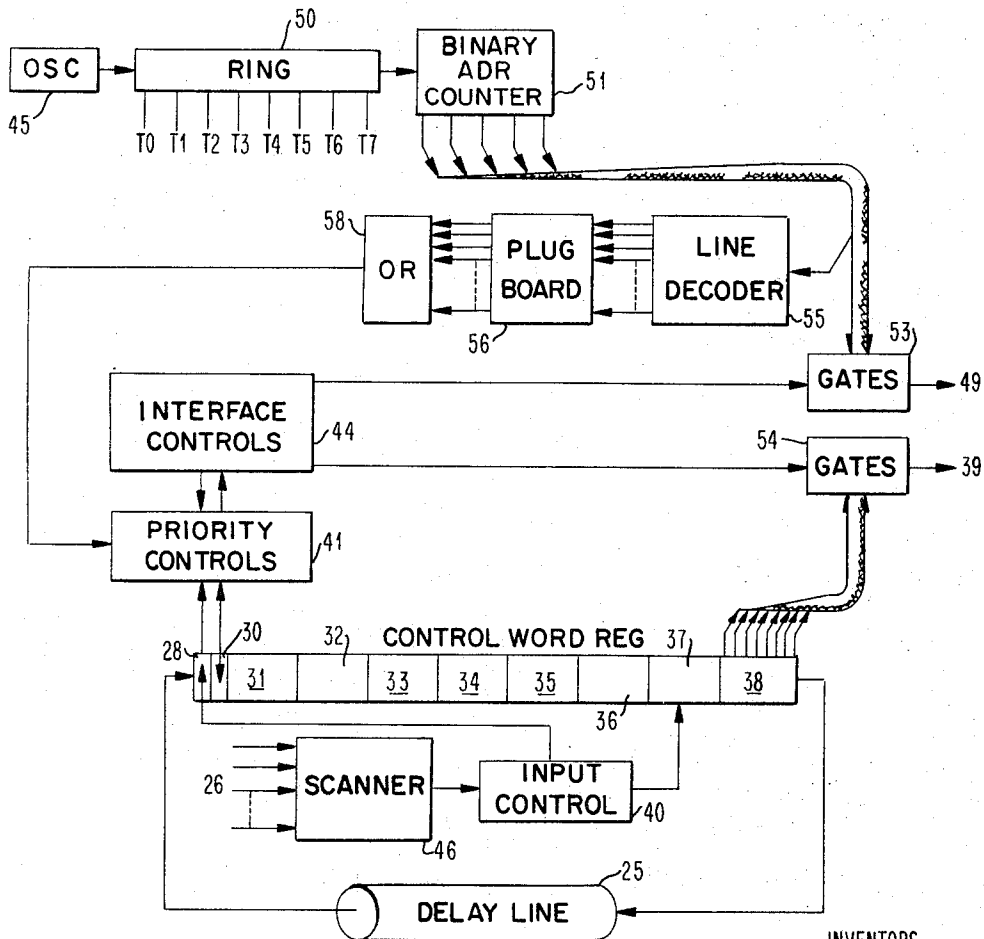 50
OSC
RING
BINARY
ADR
COUNTER
45
51
T0 T1 T2 T3 T4 T5 T6 T7
58
OR
PLUG
BOARD
LINE
DECODER
56
55
53
GATES
49
INTERFACE
CONTROLS
44
54
GATES
39
PRIORITY
CONTROLS
41
28
30
32
CONTROL WORD REG
37
31
33
34
35
38
36
26
SCANNER
INPUT
CONTROL
40
46
25
DELAY LINE
INVENTORS